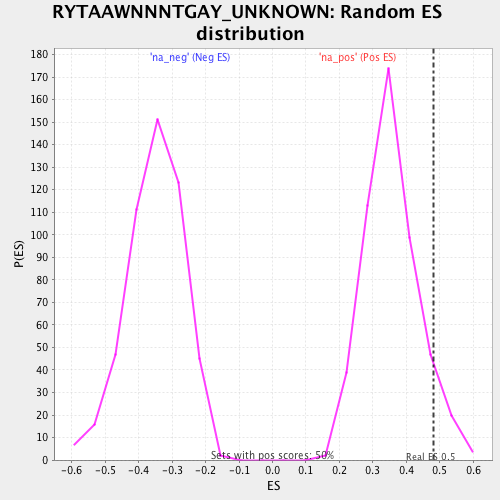 RYTAAWNNNTGAY_UNKNOWN: Random ES
distribution
'na_neg' (Neg ES) 'na_pos' (Pos ES)
180
170
160
150
140
130
120
110
100
90
80
70
60
50
40
30
20
10
0
P(ES)
Sets with pos scores: 50% Real ES 0.5
-0.6 -0.5 -0.4 -0.3 -0.2 -0.1 0.0 0.1 0.2 0.3 0.4 0.5 0.6
ES